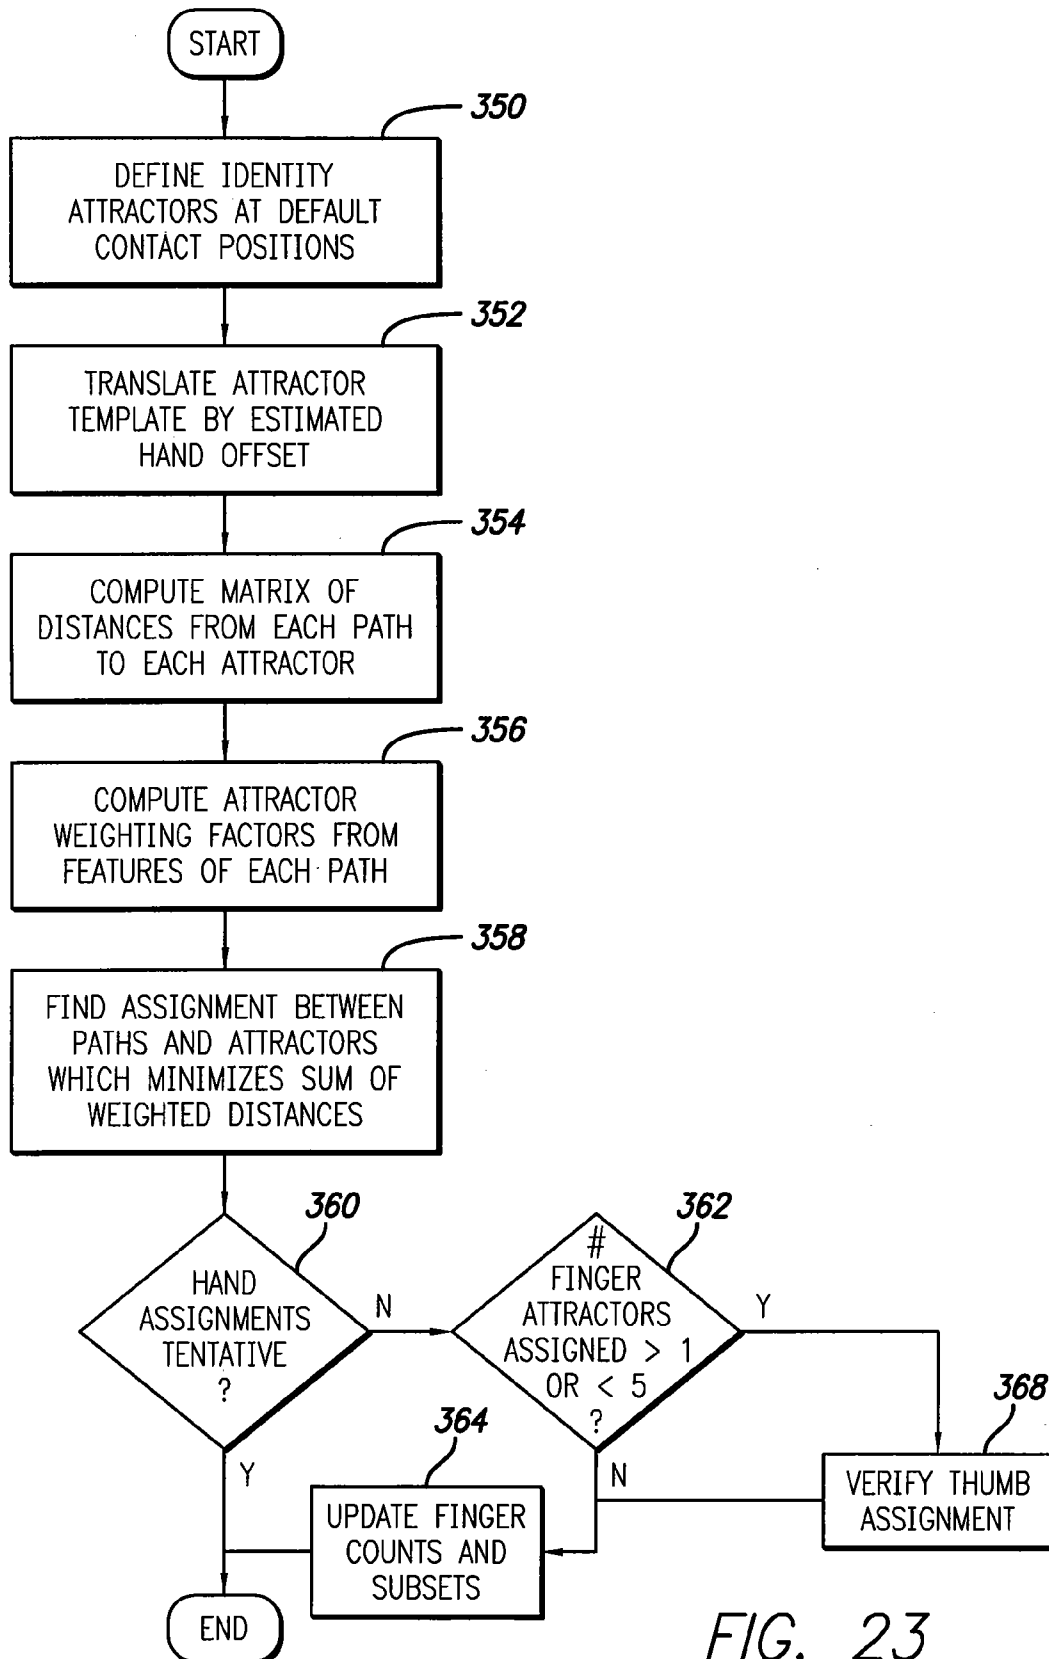 START
350
DEFINE IDENTITY
ATTRACTORS AT DEFAULT
CONTACT POSITIONS
352
TRANSLATE ATTRACTOR
TEMPLATE BY ESTIMATED
HAND OFFSET
354
COMPUTE MATRIX OF
DISTANCES FROM EACH PATH
TO EACH ATTRACTOR
356
COMPUTE ATTRACTOR
WEIGHTING FACTORS FROM
FEATURES OF EACH PATH
358
FIND ASSIGNMENT BETWEEN
PATHS AND ATTRACTORS
WHICH MINIMIZES SUM OF
WEIGHTED DISTANCES
360
HAND
ASSIGNMENTS
TENTATIVE
?
N
Y
362
#
FINGER
ATTRACTORS
ASSIGNED > 1
OR < 5
?
Y
N
368
VERIFY THUMB
ASSIGNMENT
364
UPDATE FINGER
COUNTS AND
SUBSETS
END
FIG. 23